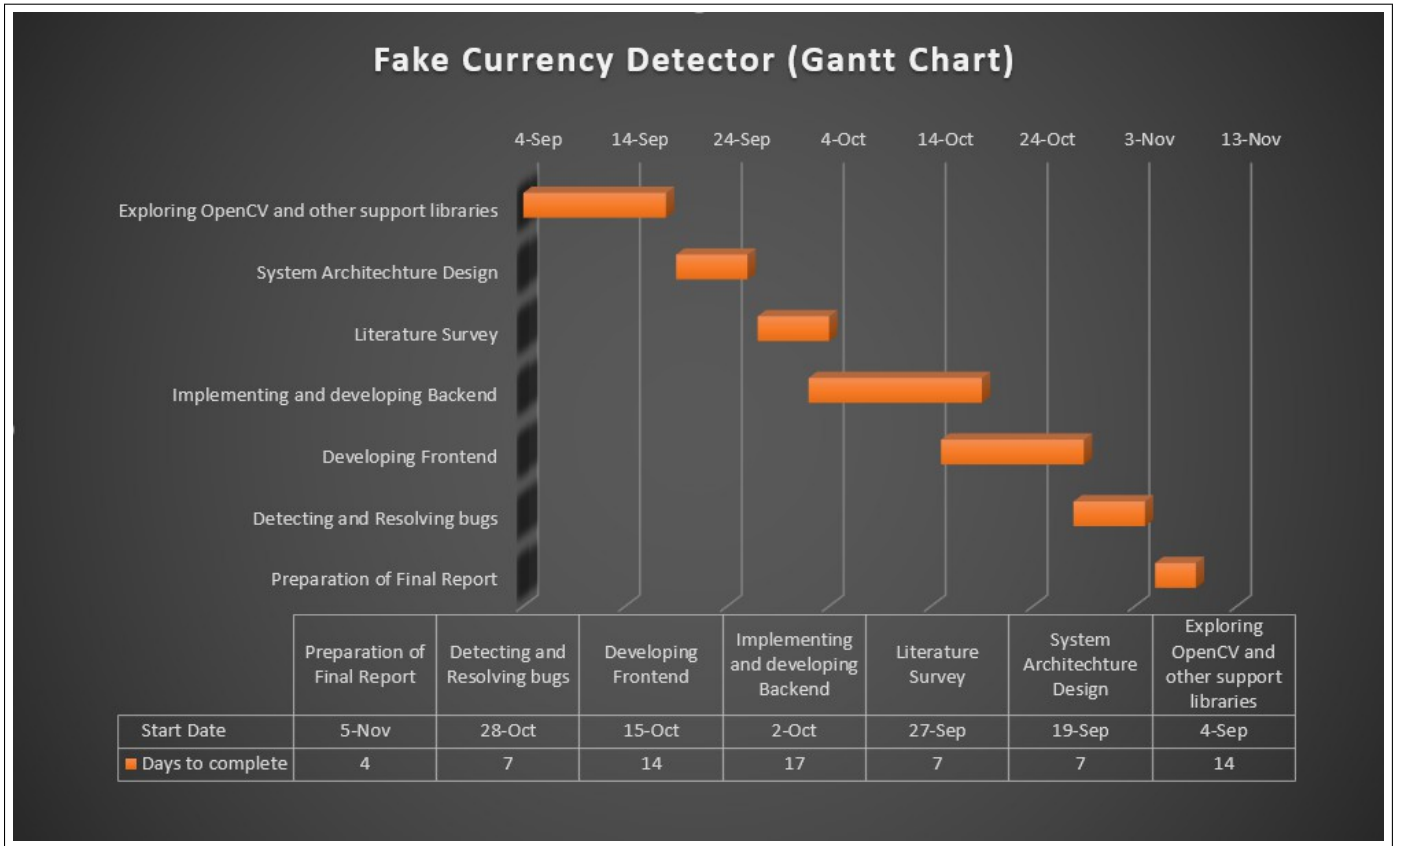 Fake Currency Detector (Gantt Chart)
4-Sep 14-Sep 24-Sep 4-Oct 14-Oct 24-Oct 3-Nov 13-Nov
Exploring OpenCV and other support libraries
System Architechture Design
Literature Survey
Implementing and developing Backend
Developing Frontend
Detecting and Resolving bugs
Preparation of Final Report
Preparation of
Final Report
Detecting and
Resolving bugs
Developing
Frontend
Implementing
and developing
Backend
Literature
Survey
System
Architechture
Design
Exploring
OpenCV and
other support
libraries
Start Date 5-Nov 28-Oct 15-Oct 2-Oct 27-Sep 19-Sep 4-Sep
Days to complete 4 7 14 17 7 7 14